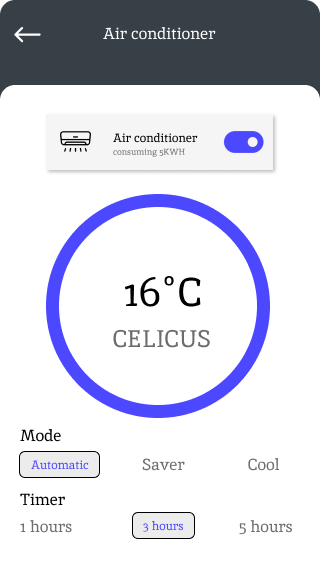 Air conditioner
Air conditioner
consuming 5KWH
16°C
CELICUS
Mode
Automatic Saver Cool
Timer
1 hours 3 hours 5 hours